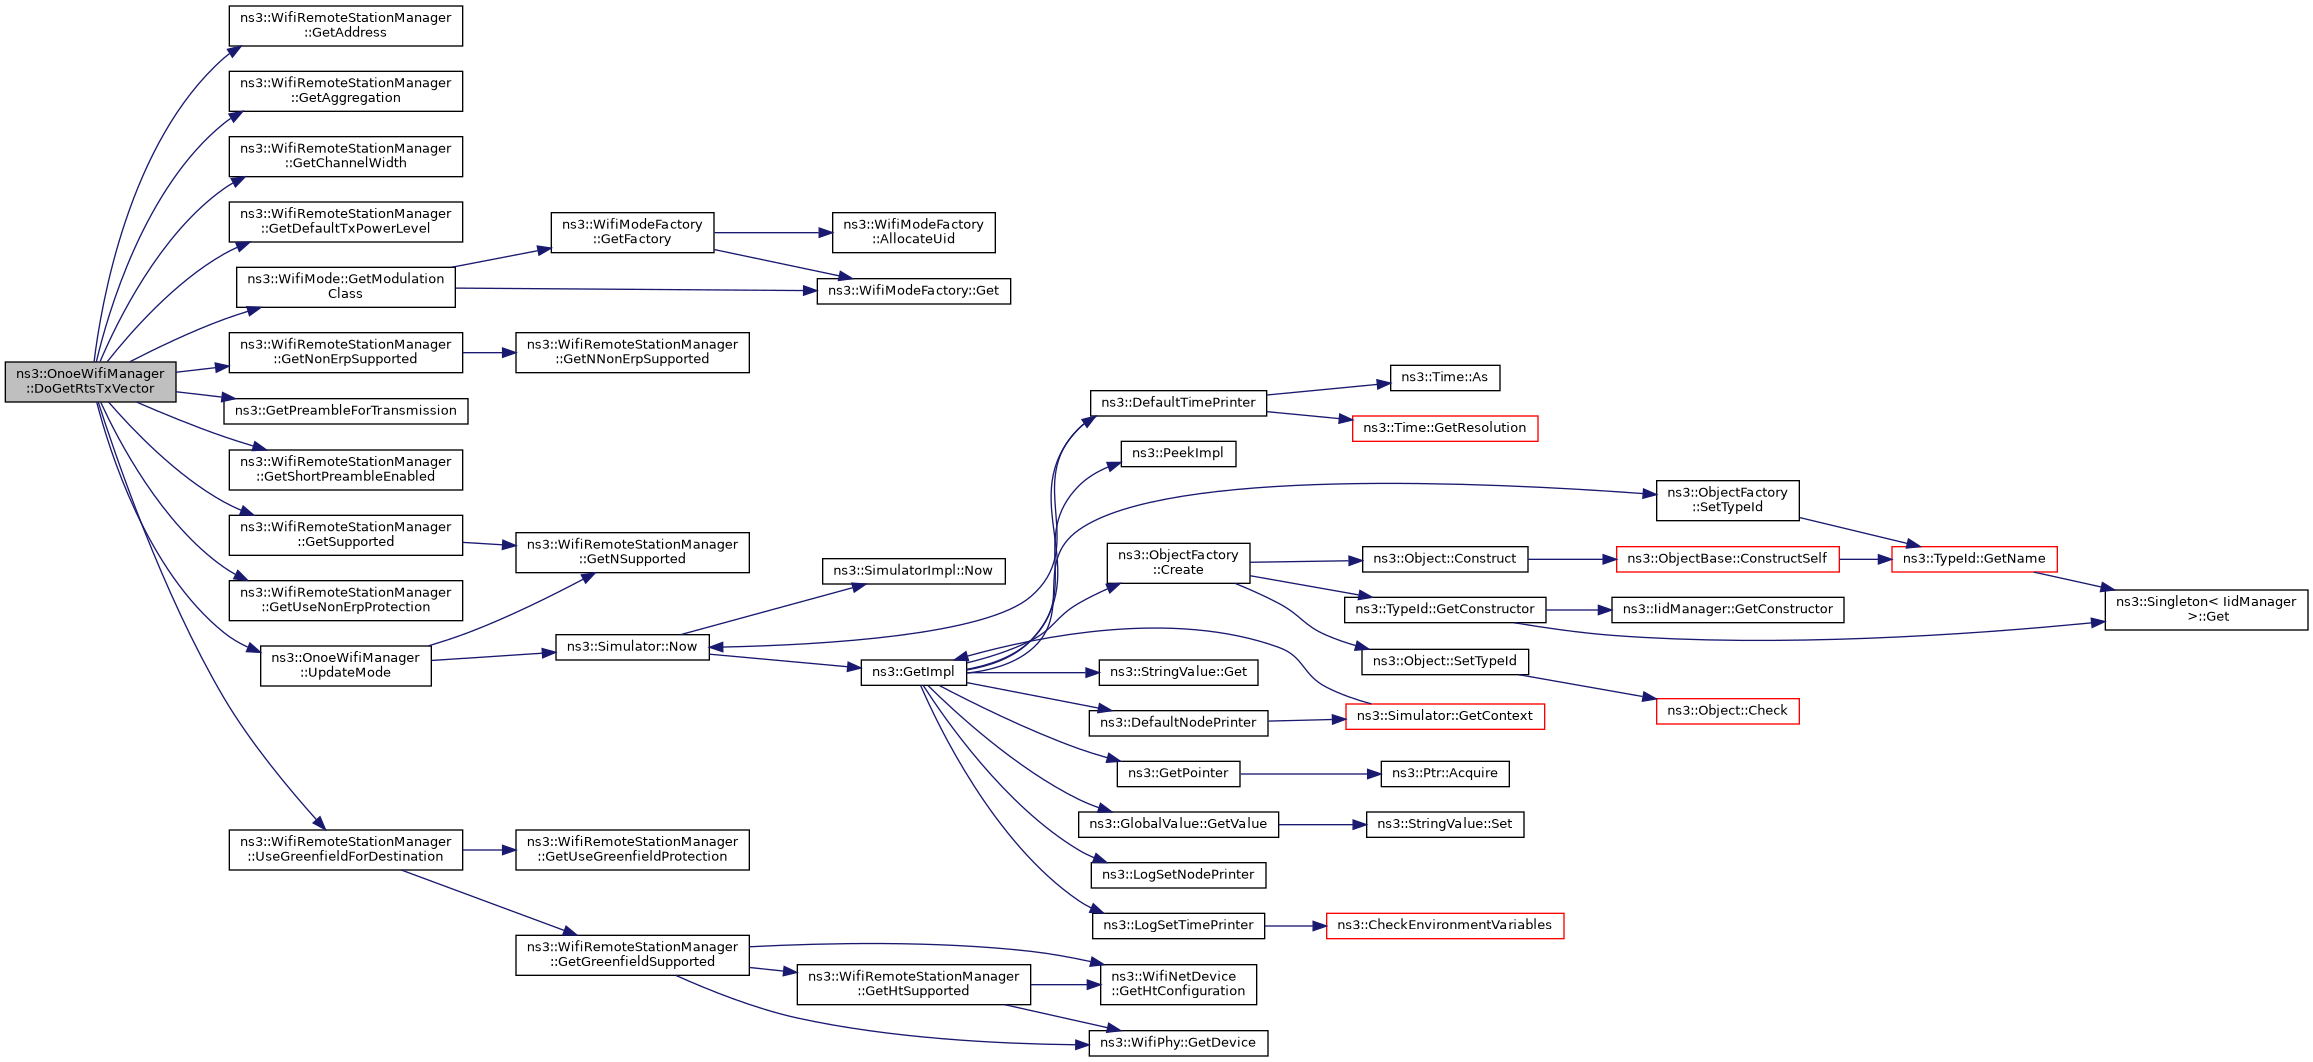 ns3::OnoeWifiManager
::DoGetRtsTxVector
ns3::WifiRemoteStationManager
::GetAddress
ns3::WifiRemoteStationManager
::GetAggregation
ns3::WifiRemoteStationManager
::GetChannelWidth
ns3::WifiRemoteStationManager
::GetDefaultTxPowerLevel
ns3::WifiMode::GetModulation
Class
ns3::WifiRemoteStationManager
::GetNonErpSupported
ns3::GetPreambleForTransmission
ns3::WifiRemoteStationManager
::GetShortPreambleEnabled
ns3::WifiRemoteStationManager
::GetSupported
ns3::WifiRemoteStationManager
::GetUseNonErpProtection
ns3::OnoeWifiManager
::UpdateMode
ns3::WifiRemoteStationManager
::UseGreenfieldForDestination
ns3::WifiModeFactory
::GetFactory
ns3::WifiRemoteStationManager
::GetNNonErpSupported
ns3::WifiRemoteStationManager
::GetNSupported
ns3::Simulator::Now
ns3::WifiRemoteStationManager
::GetUseGreenfieldProtection
ns3::WifiRemoteStationManager
::GetGreenfieldSupported
ns3::WifiModeFactory
::AllocateUid
ns3::WifiModeFactory::Get
ns3::SimulatorImpl::Now
ns3::GetImpl
ns3::WifiRemoteStationManager
::GetHtSupported
ns3::DefaultTimePrinter
ns3::PeekImpl
ns3::ObjectFactory
::Create
ns3::StringValue::Get
ns3::DefaultNodePrinter
ns3::GetPointer
ns3::GlobalValue::GetValue
ns3::LogSetNodePrinter
ns3::LogSetTimePrinter
ns3::WifiNetDevice
::GetHtConfiguration
ns3::WifiPhy::GetDevice
ns3::Time::As
ns3::Time::GetResolution
ns3::Object::Construct
ns3::TypeId::GetConstructor
ns3::Object::SetTypeId
ns3::Simulator::GetContext
ns3::Ptr::Acquire
ns3::StringValue::Set
ns3::CheckEnvironmentVariables
ns3::ObjectFactory
::SetTypeId
ns3::ObjectBase::ConstructSelf
ns3::IidManager::GetConstructor
ns3::Object::Check
ns3::TypeId::GetName
ns3::Singleton< IidManager
>::Get